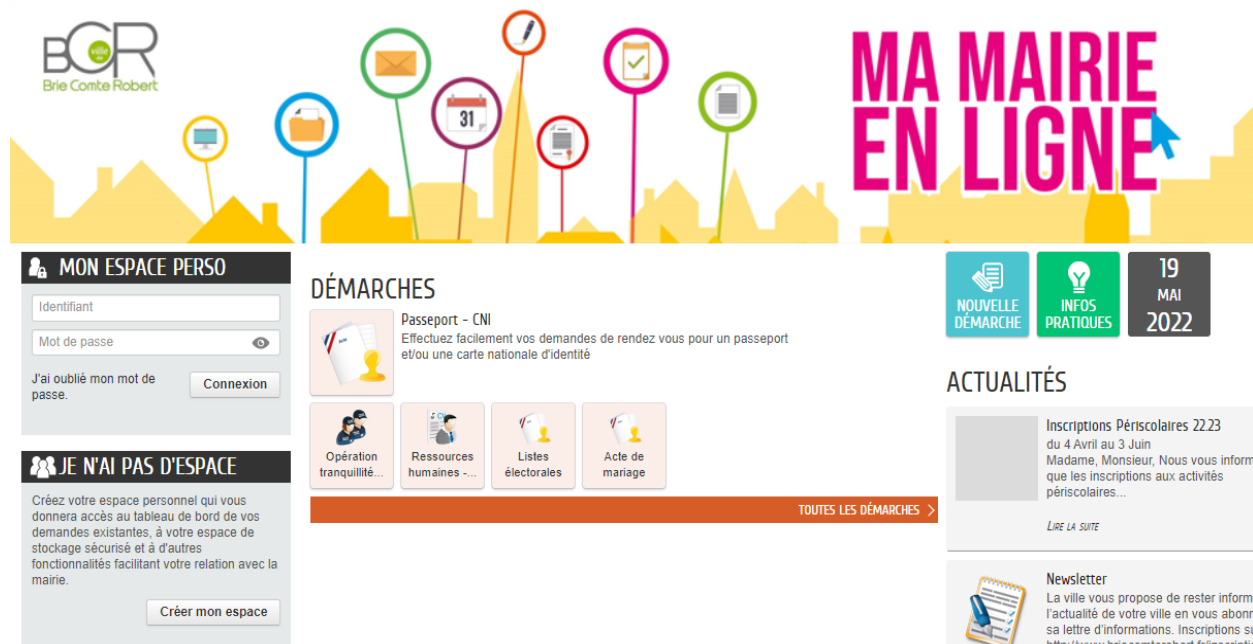 BCR
ville de
Brie Comte Robert
31
MA MAIRIE
EN LIGNE
MON ESPACE PERSO
Identifiant
Mot de passe
J'ai oublié mon mot de
passe.
Connexion
JE N'AI PAS D'ESPACE
Créez votre espace personnel qui vous
donnera accès au tableau de bord de vos
demandes existantes, à votre espace de
stockage sécurisé et à d'autres
fonctionnalités facilitant votre relation avec la
mairie.
Créer mon espace
DÉMARCHES
Passeport - CNI
Effectuez facilement vos demandes de rendez vous pour un passeport
et/ou une carte nationale d'identité
Opération
tranquillité...
Ressources
humaines -...
Listes
électorales
Acte de
mariage
TOUTES LES DÉMARCHES >
NOUVELLE
DÉMARCHE
INFOS
PRATIQUES
19
MAI
2022
ACTUALITÉS
Inscriptions Périscolaires 22.23
du 4 Avril au 3 Juin
Madame, Monsieur, Nous vous inform
que les inscriptions aux activités
périscolaires...
LIRE LA SUITE
Newsletter
La ville vous propose de rester inform
l'actualité de votre ville en vous abonn
sa lettre d'informations. Inscriptions su